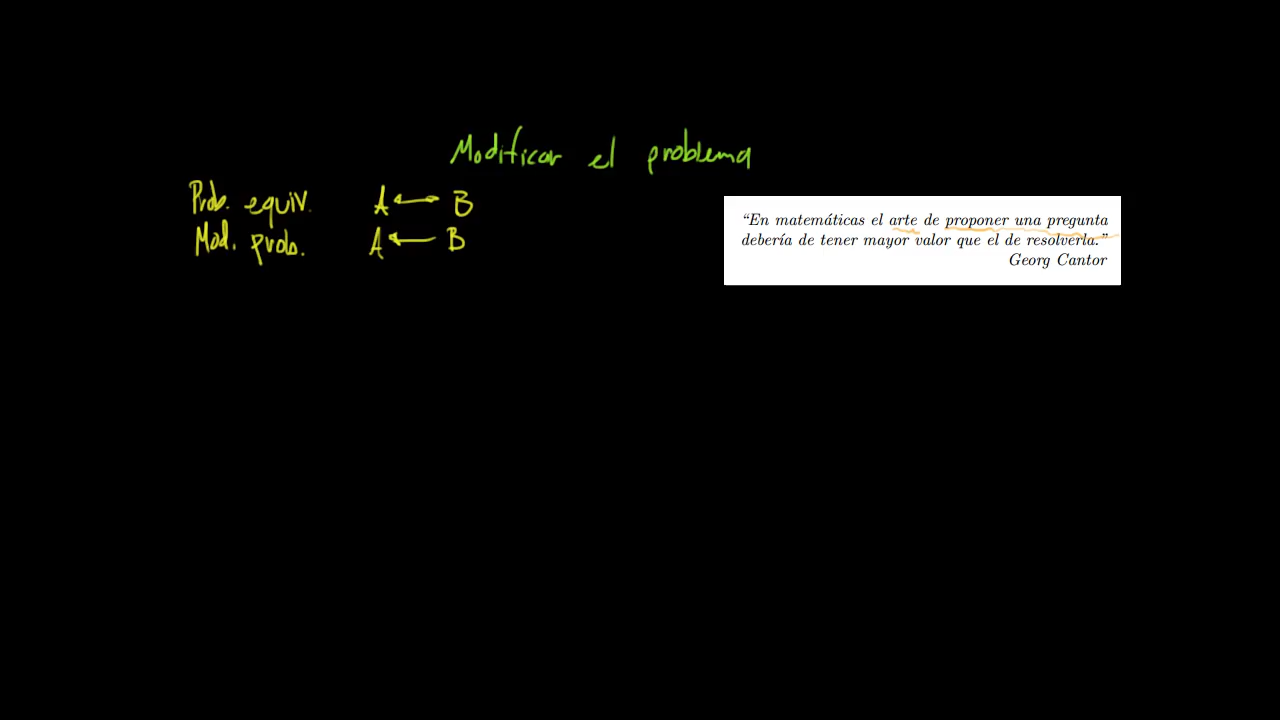 Modificar el problema
Prob. equiv. A ↔ B
Mod. prob. A ← B
“En matemáticas el arte de proponer una pregunta
debería de tener mayor valor que el de resolverla.”
Georg Cantor